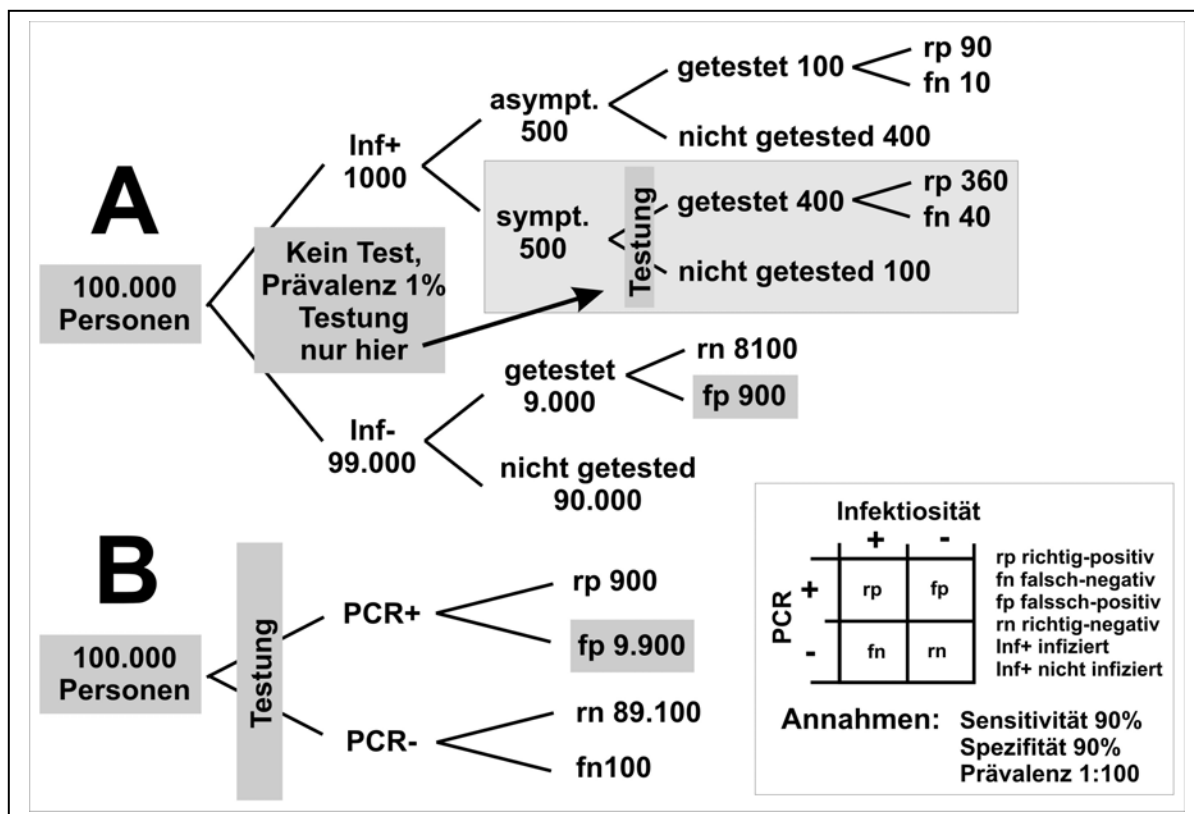 A
100.000
Personen
Inf+
1000
Kein Test,
Prävalenz 1%
Testung
nur hier
asympt.
500
getestet 100
rp 90
fn 10
nicht getested 400
sympt.
500
Testung
getestet 400
rp 360
fn 40
nicht getested 100
Inf-
99.000
getestet
9.000
rn 8100
fp 900
nicht getested
90.000
B
100.000
Personen
Testung
PCR+
rp 900
fp 9.900
PCR-
rn 89.100
fn100
Infektiosität
+ -
PCR
+ rp fp
- fn rn
rp richtig-positiv
fn falsch-negativ
fp falssch-positiv
rn richtig-negativ
Inf+ infiziert
Inf+ nicht infiziert
Annahmen: Sensitivität 90%
Spezifität 90%
Prävalenz 1:100